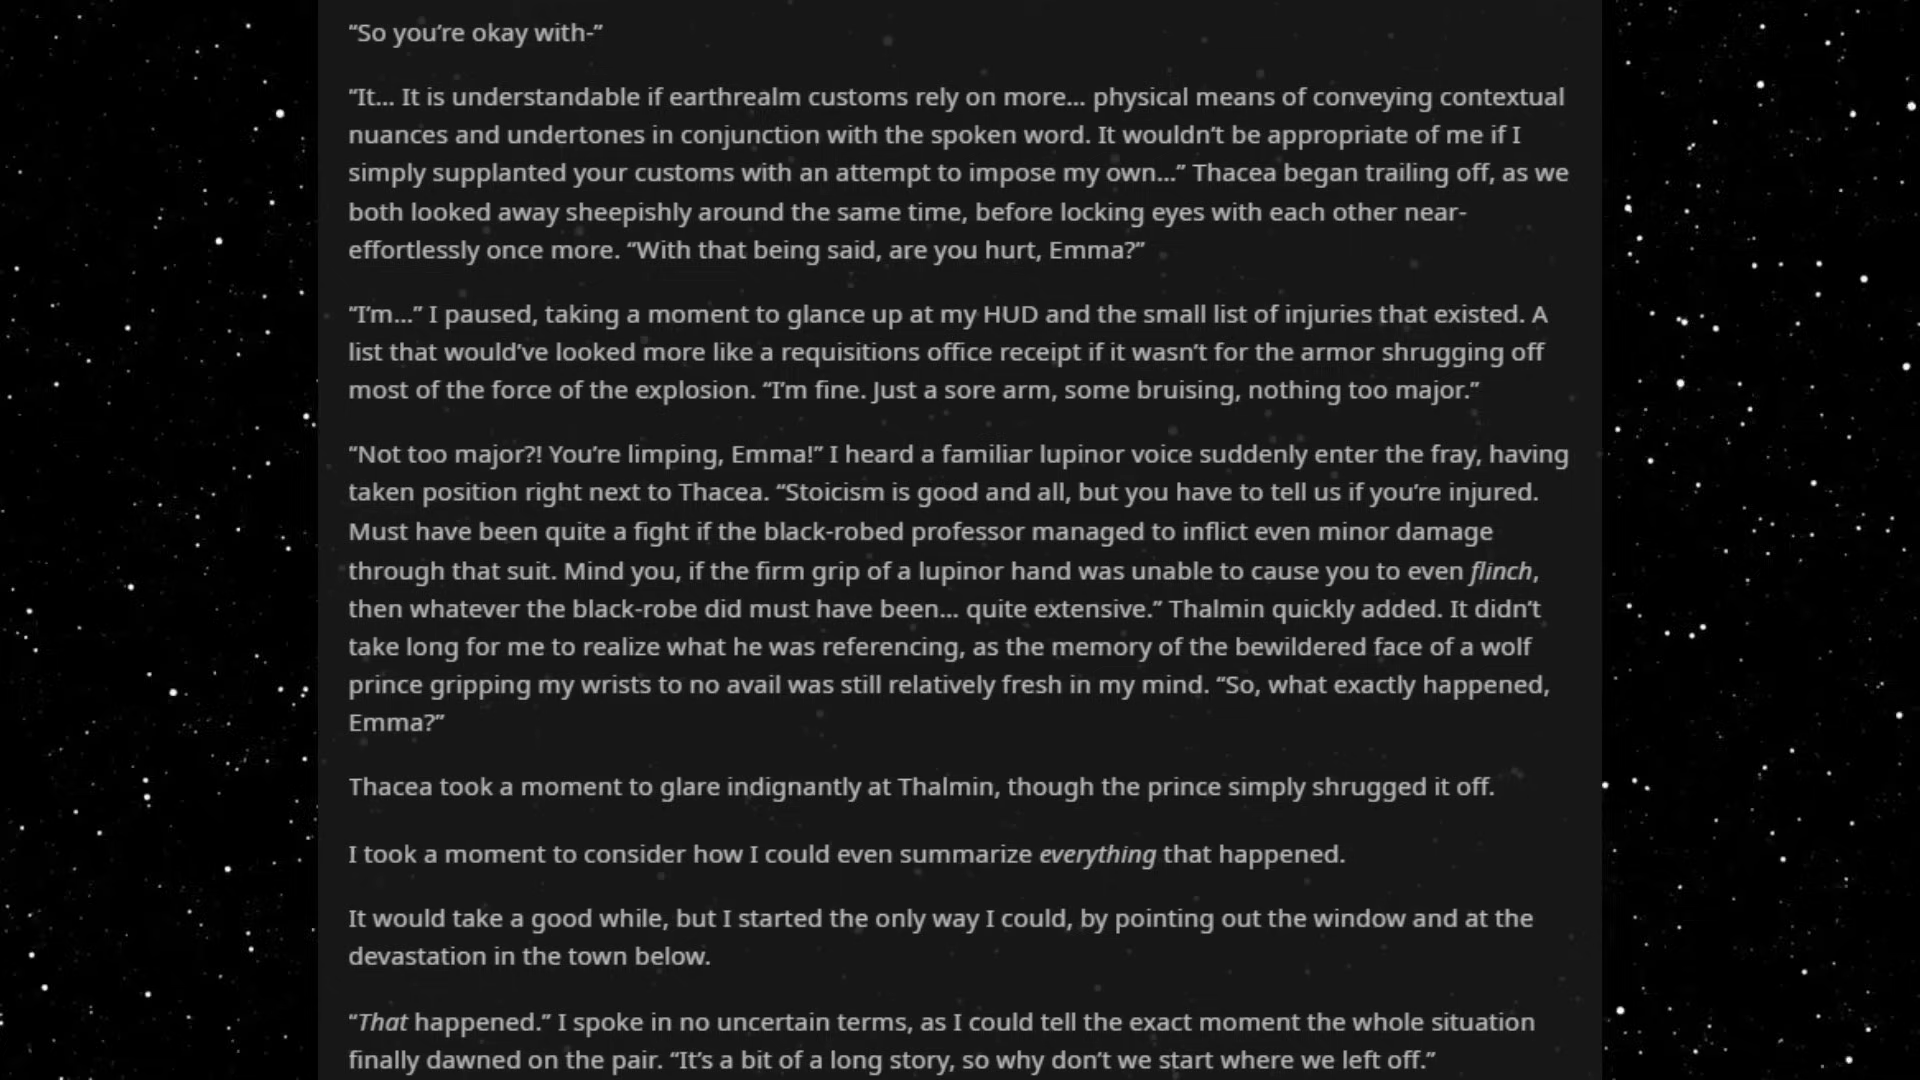 “So you’re okay with-”
“It... It is understandable if earthrealm customs rely on more... physical means of conveying contextual
nuances and undertones in conjunction with the spoken word. It wouldn’t be appropriate of me if I
simply supplanted your customs with an attempt to impose my own...” Thacea began trailing off, as we
both looked away sheepishly around the same time, before locking eyes with each other near-
effortlessly once more. “With that being said, are you hurt, Emma?”
“I’m...” I paused, taking a moment to glance up at my HUD and the small list of injuries that existed. A
list that would’ve looked more like a requisitions office receipt if it wasn’t for the armor shrugging off
most of the force of the explosion. “I’m fine. Just a sore arm, some bruising, nothing too major.”
“Not too major?! You’re limping, Emma!” I heard a familiar lupinor voice suddenly enter the fray, having
taken position right next to Thacea. “Stoicism is good and all, but you have to tell us if you’re injured.
Must have been quite a fight if the black-robed professor managed to inflict even minor damage
through that suit. Mind you, if the firm grip of a lupinor hand was unable to cause you to even flinch,
then whatever the black-robe did must have been... quite extensive.” Thalmin quickly added. It didn’t
take long for me to realize what he was referencing, as the memory of the bewildered face of a wolf
prince gripping my wrists to no avail was still relatively fresh in my mind. “So, what exactly happened,
Emma?”
Thacea took a moment to glare indignantly at Thalmin, though the prince simply shrugged it off.
I took a moment to consider how I could even summarize everything that happened.
It would take a good while, but I started the only way I could, by pointing out the window and at the
devastation in the town below.
“That happened.” I spoke in no uncertain terms, as I could tell the exact moment the whole situation
finally dawned on the pair. “It’s a bit of a long story, so why don’t we start where we left off.”